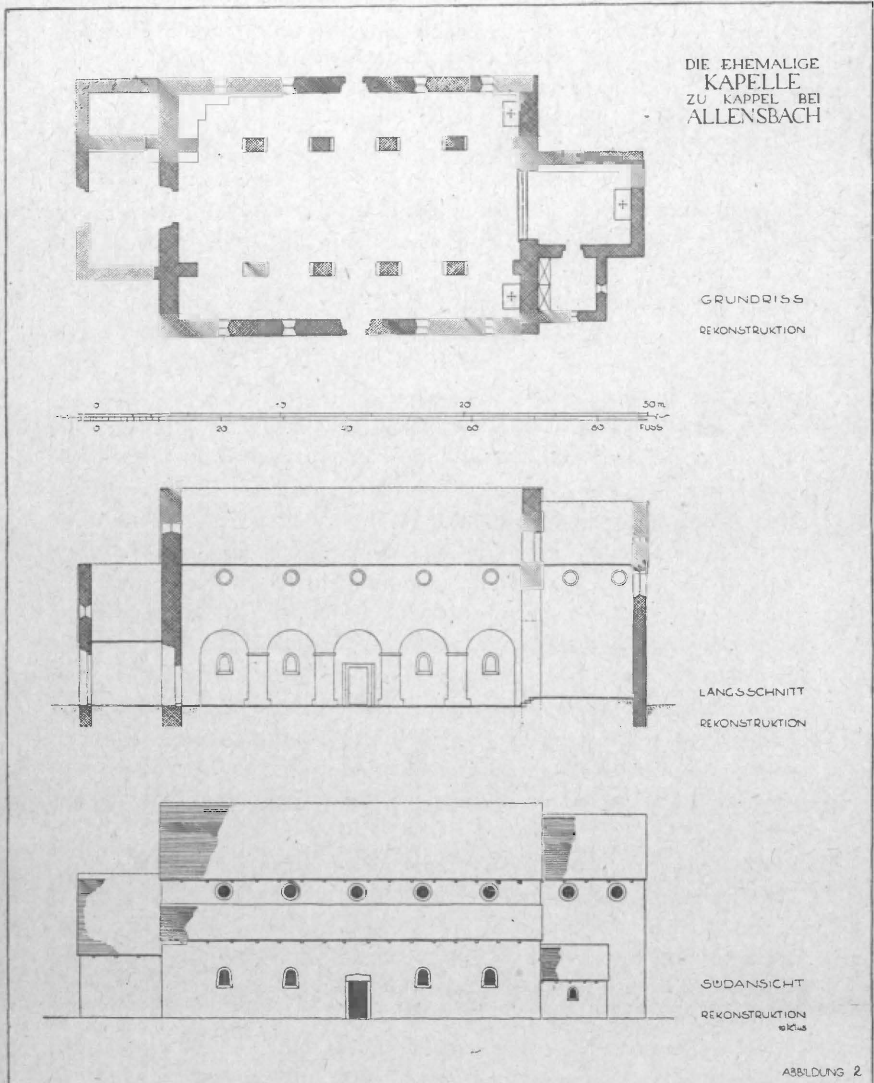 DIE EHEMALIGE
KAPELLE
ZU KAPPEL BEI
ALLENSBACH
GRUNDRISS
REKONSTRUKTION
0 10 20 30 m.
0 20 40 60 80 FUSS
LÄNGSSCHNITT
REKONSTRUKTION
SÜDANSICHT
REKONSTRUKTION
ABBILDUNG 2